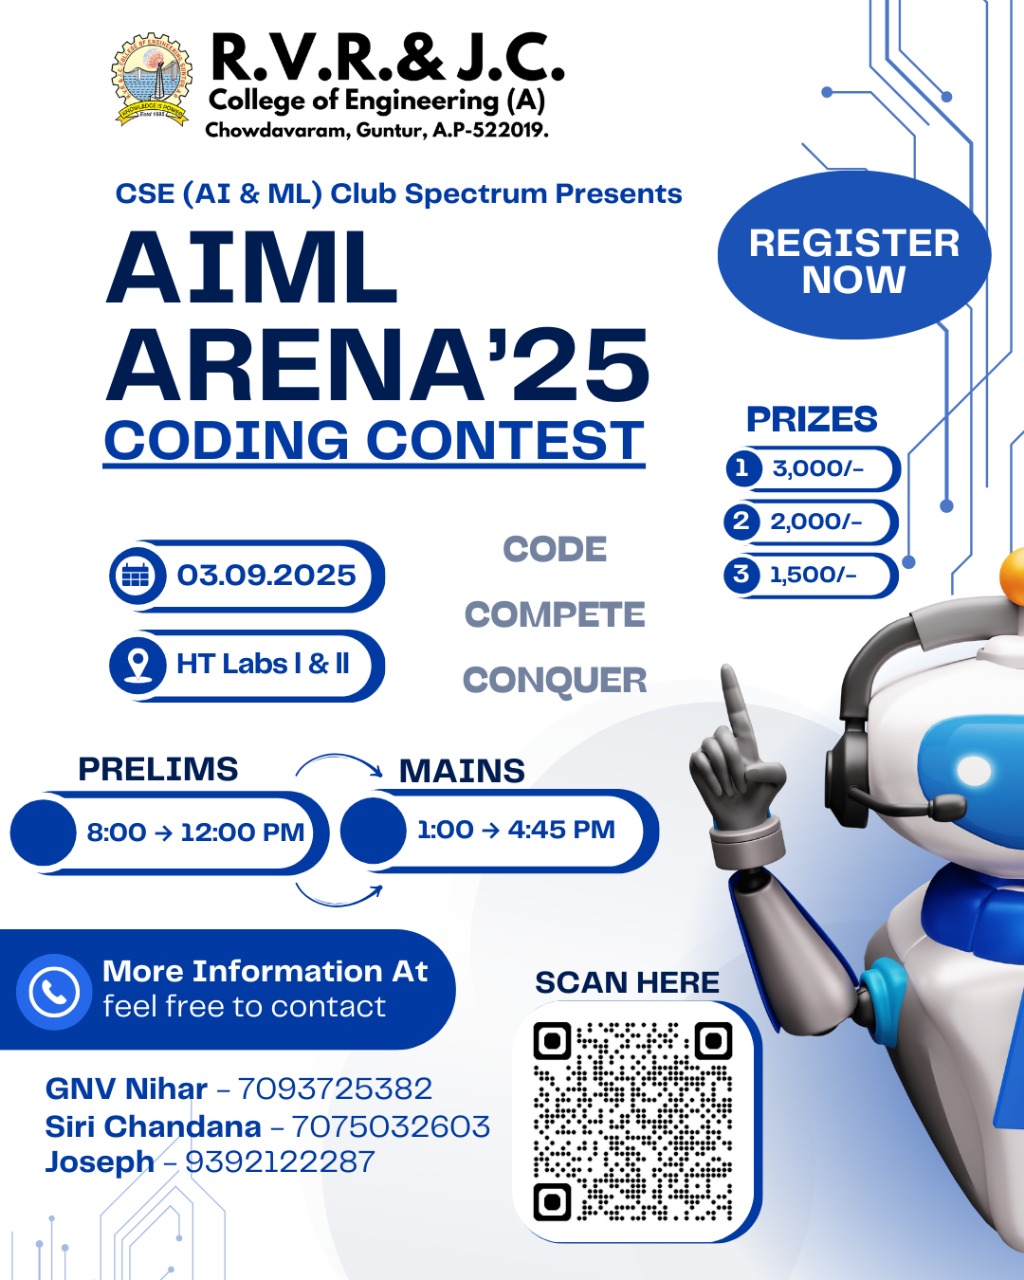 R.V.R.& J.C.
College of Engineering (A)
Chowdavaram, Guntur, A.P-522019.
KNOWLEDGE IS POWER
CSE (AI & ML) Club Spectrum Presents
AIML
ARENA'25
CODING CONTEST
REGISTER
NOW
PRIZES
1 3,000/-
2 2,000/-
3 1,500/-
03.09.2025
HT Labs I & II
CODE
COMPETE
CONQUER
PRELIMS
8:00 → 12:00 PM
MAINS
1:00 → 4:45 PM
More Information At
feel free to contact
GNV Nihar - 7093725382
Siri Chandana - 7075032603
Joseph - 9392122287
SCAN HERE